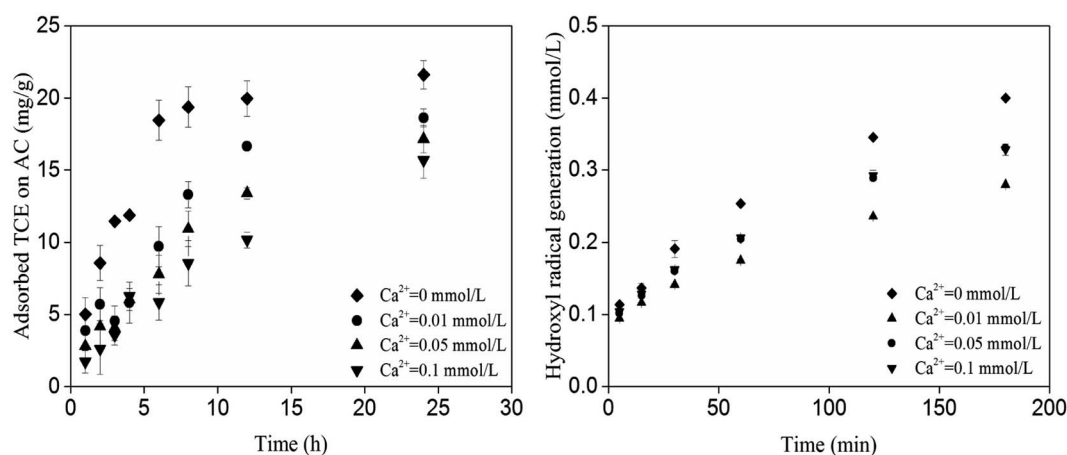 Adsorbed TCE on AC (mg/g)
25
20
15
10
5
0
Ca²⁺=0 mmol/L
Ca²⁺=0.01 mmol/L
Ca²⁺=0.05 mmol/L
Ca²⁺=0.1 mmol/L
0 5 10 15 20 25 30
Time (h)
Hydroxyl radical generation (mmol/L)
0.5
0.4
0.3
0.2
0.1
0.0
Ca²⁺=0 mmol/L
Ca²⁺=0.01 mmol/L
Ca²⁺=0.05 mmol/L
Ca²⁺=0.1 mmol/L
0 50 100 150 200
Time (min)